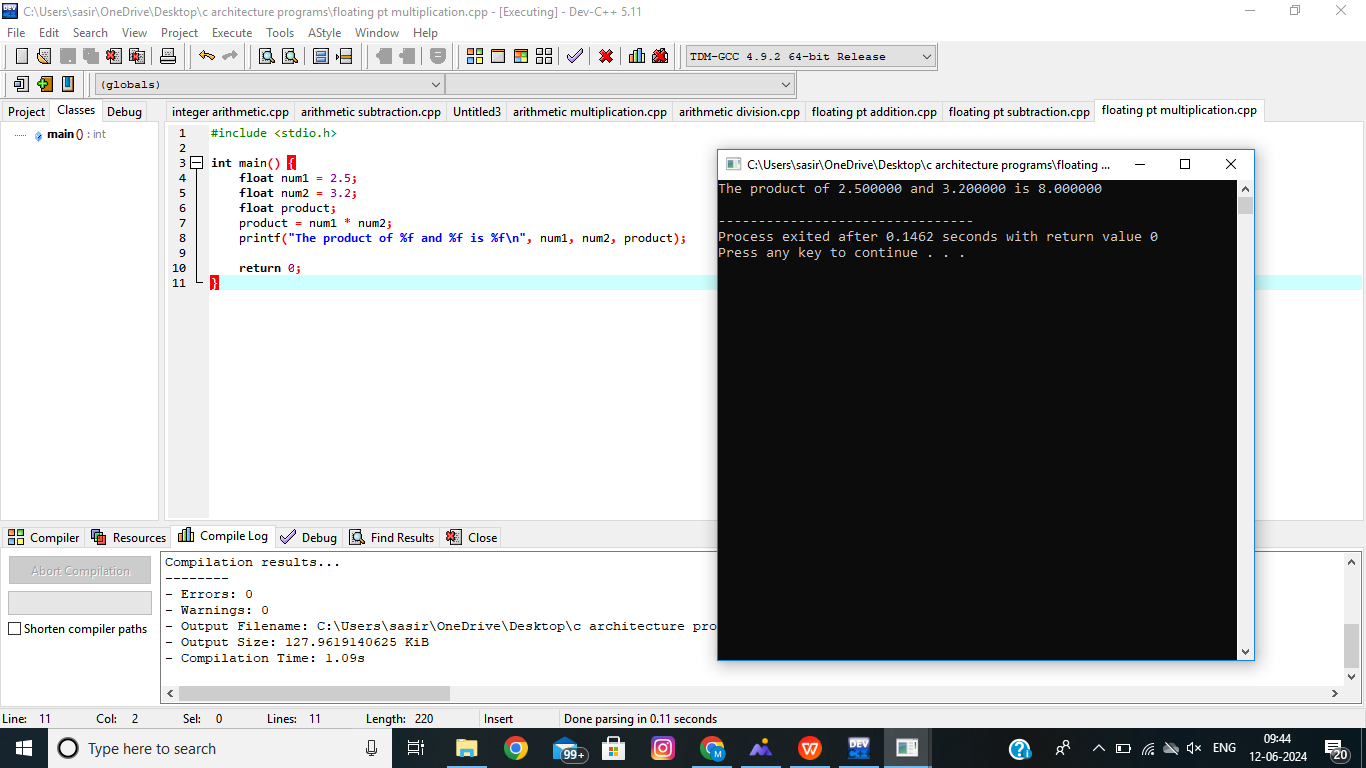 C:\Users\sasir\OneDrive\Desktop\c architecture programs\floating pt multiplication.cpp - [Executing] - Dev-C++ 5.11
File Edit Search View Project Execute Tools AStyle Window Help
TDM-GCC 4.9.2 64-bit Release
(globals)
Project Classes Debug
integer arithmetic.cpp arithmetic subtraction.cpp Untitled3 arithmetic multiplication.cpp arithmetic division.cpp floating pt addition.cpp floating pt subtraction.cpp floating pt multiplication.cpp
main () : int
1 #include <stdio.h>
2
3 int main() {
4 float num1 = 2.5;
5 float num2 = 3.2;
6 float product;
7 product = num1 * num2;
8 printf("The product of %f and %f is %f\n", num1, num2, product);
9
10 return 0;
11 }
C:\Users\sasir\OneDrive\Desktop\c architecture programs\floating ...
The product of 2.500000 and 3.200000 is 8.000000
--------------------------------
Process exited after 0.1462 seconds with return value 0
Press any key to continue . . .
Compiler Resources Compile Log Debug Find Results Close
Abort Compilation
Shorten compiler paths
Compilation results...
--------
- Errors: 0
- Warnings: 0
- Output Filename: C:\Users\sasir\OneDrive\Desktop\c architecture pro
- Output Size: 127.9619140625 KiB
- Compilation Time: 1.09s
Line: 11 Col: 2 Sel: 0 Lines: 11 Length: 220 Insert Done parsing in 0.11 seconds
Type here to search
99+
M
W
DEV
ENG
09:44
12-06-2024
20